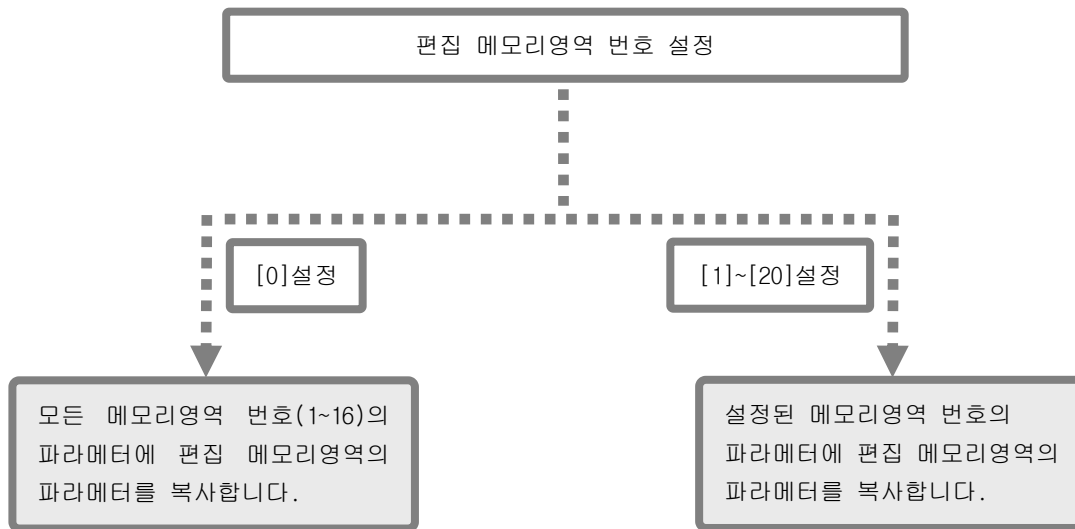 편집 메모리영역 번호 설정
[0]설정
[1]~[20]설정
모든 메모리영역 번호(1~16)의
파라메터에 편집 메모리영역의
파라메터를 복사합니다.
설정된 메모리영역 번호의
파라메터에 편집 메모리영역의
파라메터를 복사합니다.